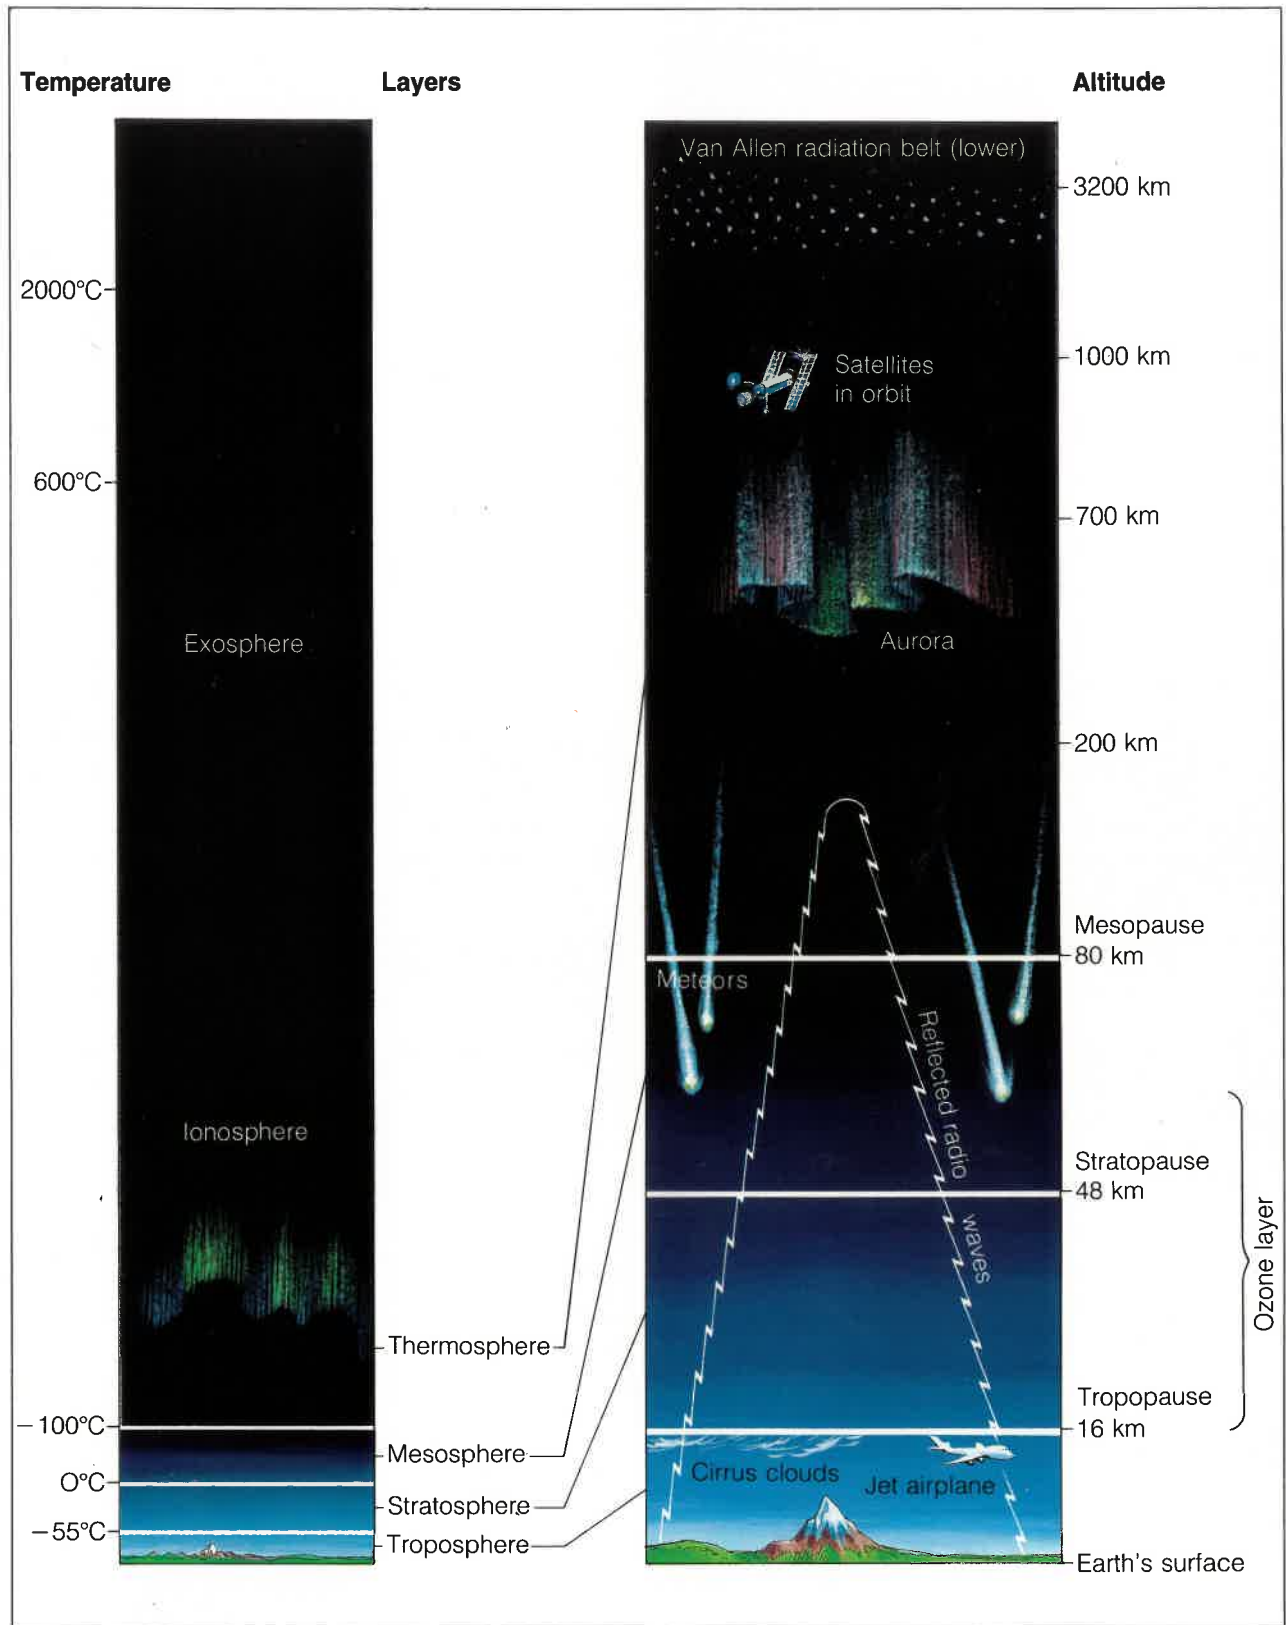 Temperature
Layers
Altitude
Van Allen radiation belt (lower)
3200 km
2000°C
1000 km
Satellites
in orbit
600°C
700 km
Exosphere
Aurora
200 km
Mesopause
80 km
Meteors
Reflected radio
waves
Ionosphere
Stratopause
48 km
Ozone layer
Thermosphere
Tropopause
−100°C
16 km
Mesosphere
Cirrus clouds
Jet airplane
0°C
Stratosphere
−55°C
Troposphere
Earth's surface